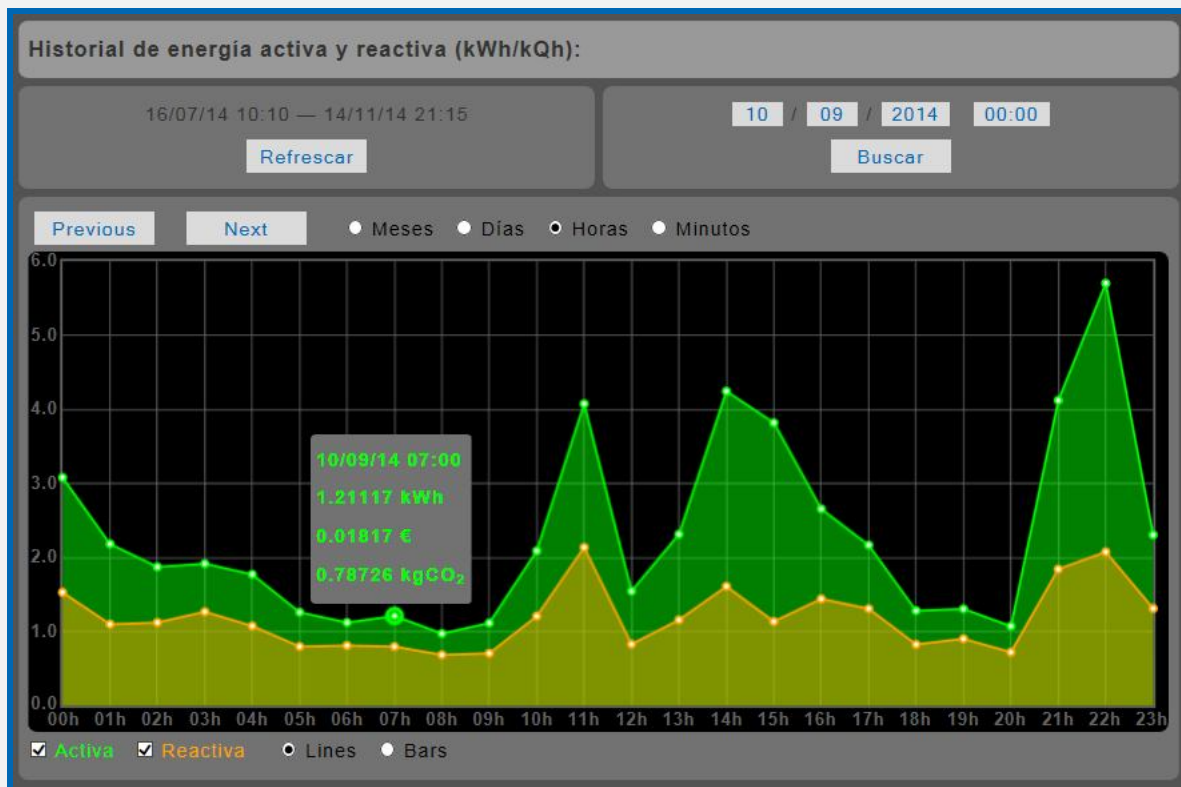 Historial de energía activa y reactiva (kWh/kQh):
16/07/14 10:10 — 14/11/14 21:15
Refrescar
10 / 09 / 2014 00:00
Buscar
Previous Next Meses Días Horas Minutos
6.0
5.0
4.0
3.0
2.0
1.0
0.0
10/09/14 07:00
1.21117 kWh
0.01817 €
0.78726 kgCO₂
00h 01h 02h 03h 04h 05h 06h 07h 08h 09h 10h 11h 12h 13h 14h 15h 16h 17h 18h 19h 20h 21h 22h 23h
Activa Reactiva Lines Bars